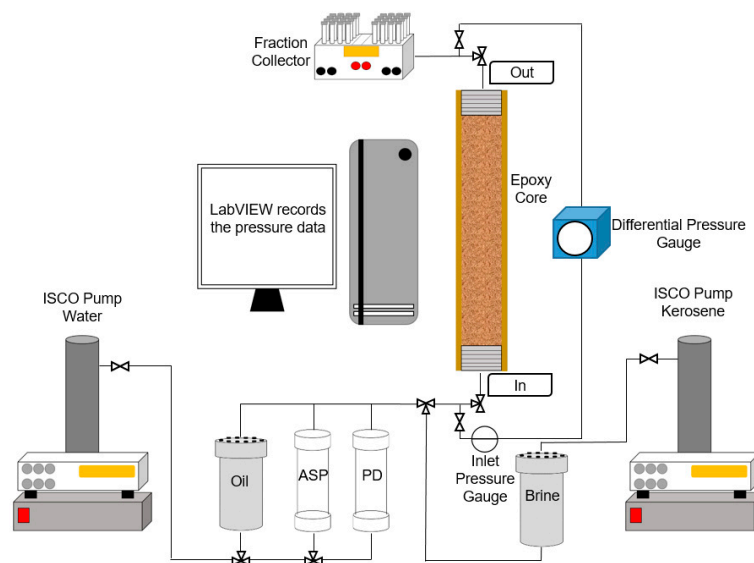 Fraction
Collector
Out
Epoxy
Core
LabVIEW records
the pressure data
Differential Pressure
Gauge
ISCO Pump
Water
ISCO Pump
Kerosene
In
Oil
ASP
PD
Inlet
Pressure
Gauge
Brine